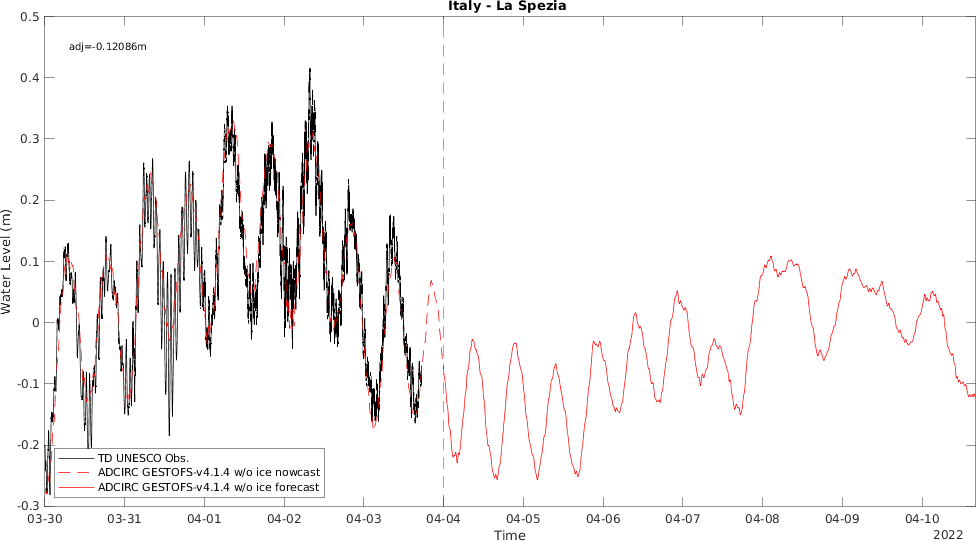 Italy - La Spezia
adj=-0.12086m
Water Level (m)
0.5
0.4
0.3
0.2
0.1
0
-0.1
-0.2
-0.3
TD UNESCO Obs.
ADCIRC GESTOFS-v4.1.4 w/o ice nowcast
ADCIRC GESTOFS-v4.1.4 w/o ice forecast
03-30 03-31 04-01 04-02 04-03 04-04 04-05 04-06 04-07 04-08 04-09 04-10
Time
2022